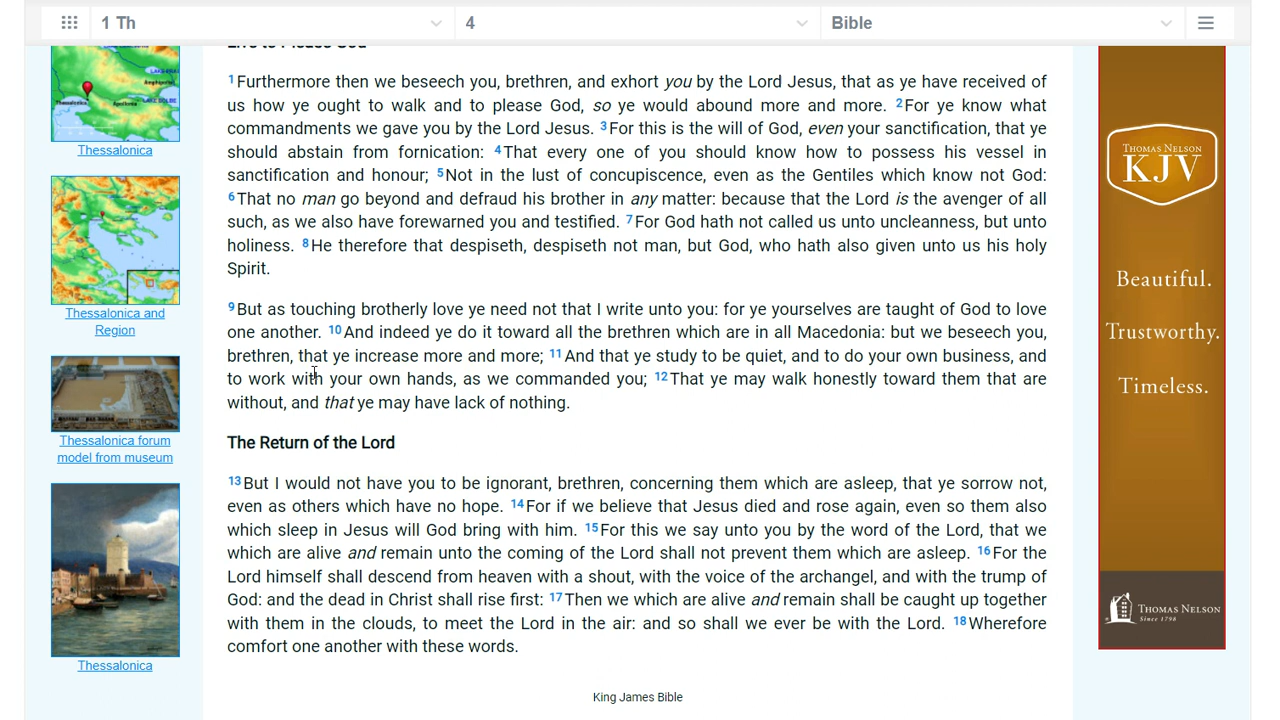 1 Th
4
Bible
Live to Please God
1Furthermore then we beseech you, brethren, and exhort you by the Lord Jesus, that as ye have received of
us how ye ought to walk and to please God, so ye would abound more and more. 2For ye know what
commandments we gave you by the Lord Jesus. 3For this is the will of God, even your sanctification, that ye
should abstain from fornication: 4That every one of you should know how to possess his vessel in
sanctification and honour; 5Not in the lust of concupiscence, even as the Gentiles which know not God:
6That no man go beyond and defraud his brother in any matter: because that the Lord is the avenger of all
such, as we also have forewarned you and testified. 7For God hath not called us unto uncleanness, but unto
holiness. 8He therefore that despiseth, despiseth not man, but God, who hath also given unto us his holy
Spirit.
9But as touching brotherly love ye need not that I write unto you: for ye yourselves are taught of God to love
one another. 10And indeed ye do it toward all the brethren which are in all Macedonia: but we beseech you,
brethren, that ye increase more and more; 11And that ye study to be quiet, and to do your own business, and
to work with your own hands, as we commanded you; 12That ye may walk honestly toward them that are
without, and that ye may have lack of nothing.
The Return of the Lord
13But I would not have you to be ignorant, brethren, concerning them which are asleep, that ye sorrow not,
even as others which have no hope. 14For if we believe that Jesus died and rose again, even so them also
which sleep in Jesus will God bring with him. 15For this we say unto you by the word of the Lord, that we
which are alive and remain unto the coming of the Lord shall not prevent them which are asleep. 16For the
Lord himself shall descend from heaven with a shout, with the voice of the archangel, and with the trump of
God: and the dead in Christ shall rise first: 17Then we which are alive and remain shall be caught up together
with them in the clouds, to meet the Lord in the air: and so shall we ever be with the Lord. 18Wherefore
comfort one another with these words.
King James Bible
Thessalonica
Thessalonica
Thessalonica and
Region
Thessalonica forum
model from museum
Thessalonica
THOMAS NELSON
KJV
Beautiful.
Trustworthy.
Timeless.
THOMAS NELSON
Since 1798